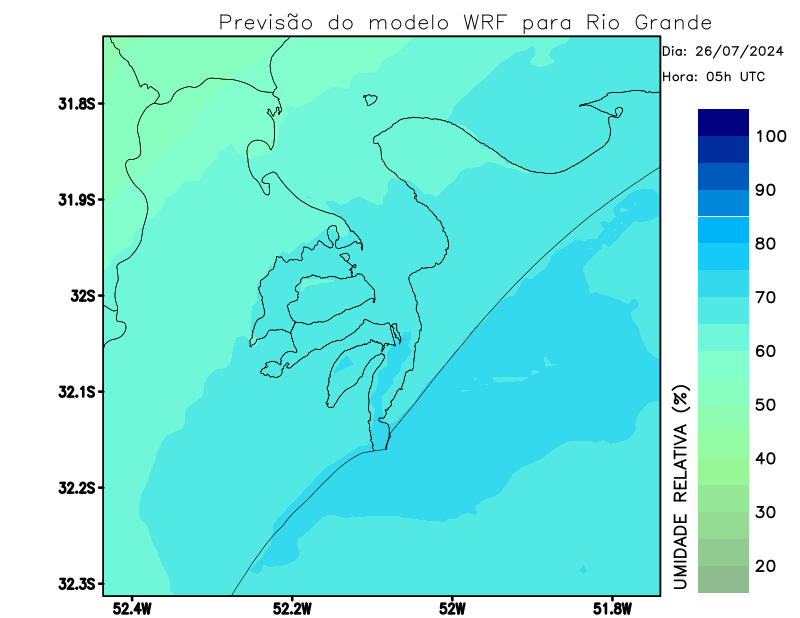 Previsão do modelo WRF para Rio Grande
Dia: 26/07/2024
Hora: 05h UTC
31.8S
31.9S
32S
32.1S
32.2S
32.3S
52.4W
52.2W
52W
51.8W
100
90
80
70
60
50
40
30
20
UMIDADE RELATIVA (%)